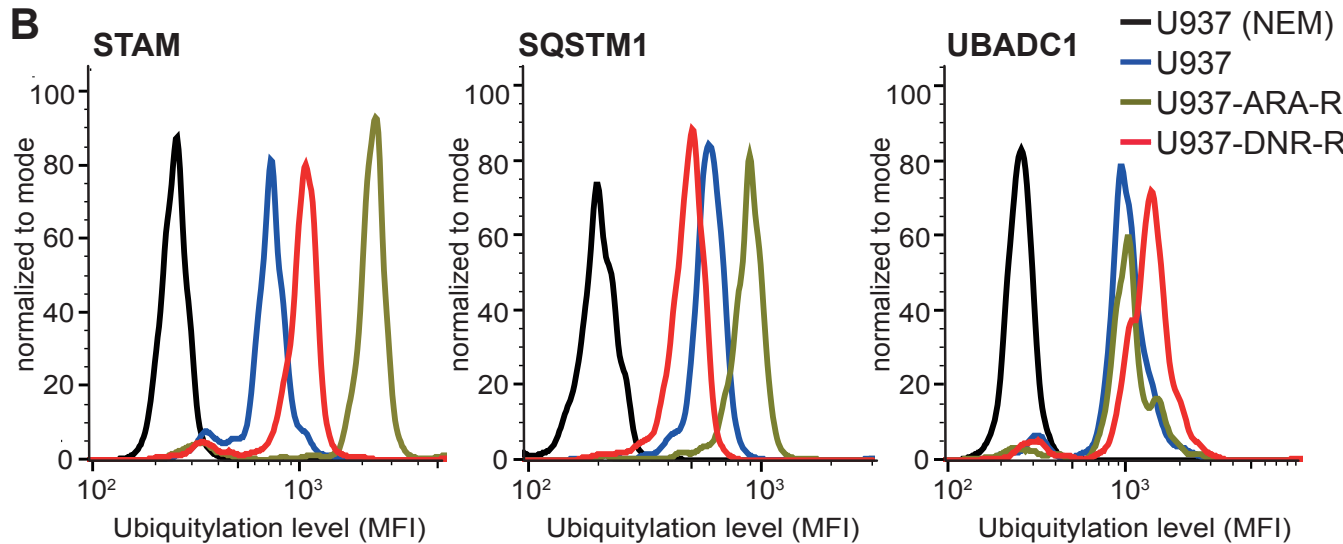 B
STAM
SQSTM1
UBADC1
U937 (NEM)
U937
U937-ARA-R
U937-DNR-R
normalized to mode
100
80
60
40
20
0
10²
10³
Ubiquitylation level (MFI)
normalized to mode
100
80
60
40
20
0
10²
10³
Ubiquitylation level (MFI)
normalized to mode
100
80
60
40
20
0
10²
10³
Ubiquitylation level (MFI)